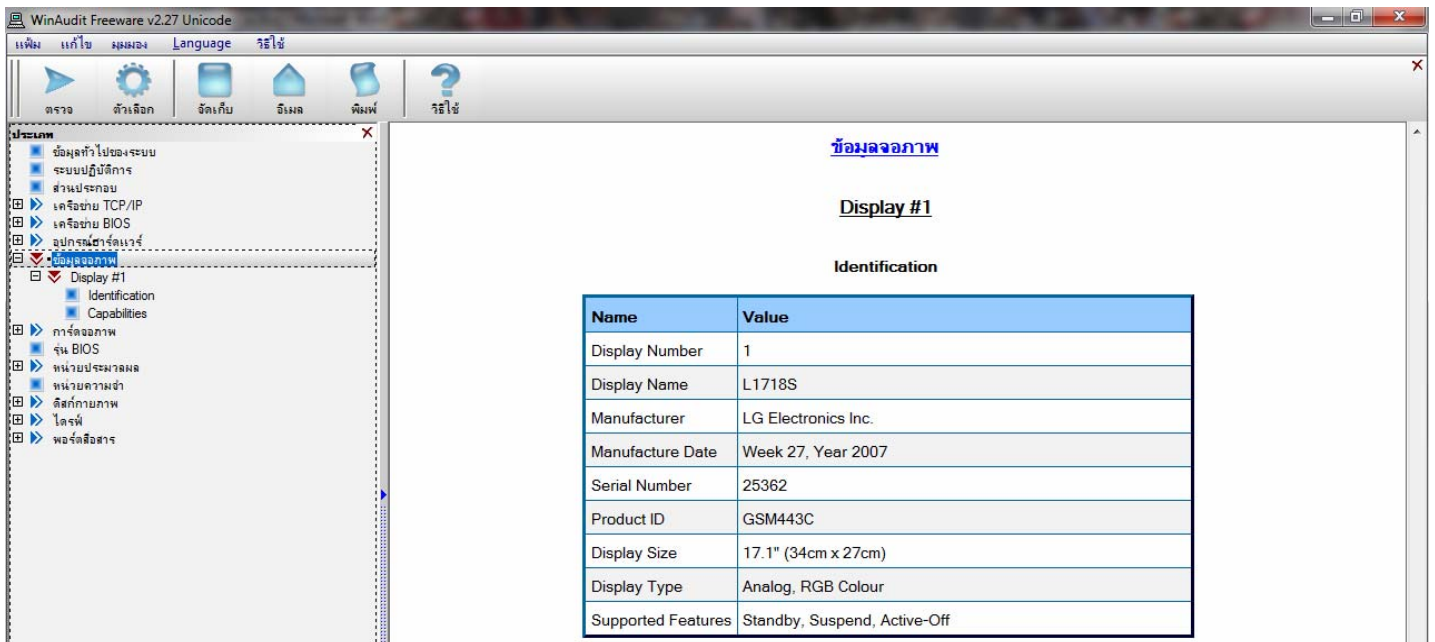 WinAudit Freeware v2.27 Unicode
แฟ้ม แก้ไข มุมมอง Language วิธีใช้
ตรวจ ตัวเลือก จัดเก็บ อีเมล พิมพ์ วิธีใช้
ประเภท
ข้อมูลทั่วไปของระบบ
ระบบปฏิบัติการ
ส่วนประกอบ
เครือข่าย TCP/IP
เครือข่าย BIOS
อุปกรณ์ฮาร์ดแวร์
ข้อมูลจอภาพ
Display #1
Identification
Capabilities
การ์ดจอภาพ
รุ่น BIOS
หน่วยประมวลผล
หน่วยความจำ
ดิสก์กายภาพ
ไดรฟ์
พอร์ตสื่อสาร
ข้อมูลจอภาพ
Display #1
Identification
Name Value
Display Number 1
Display Name L1718S
Manufacturer LG Electronics Inc.
Manufacture Date Week 27, Year 2007
Serial Number 25362
Product ID GSM443C
Display Size 17.1" (34cm x 27cm)
Display Type Analog, RGB Colour
Supported Features Standby, Suspend, Active-Off